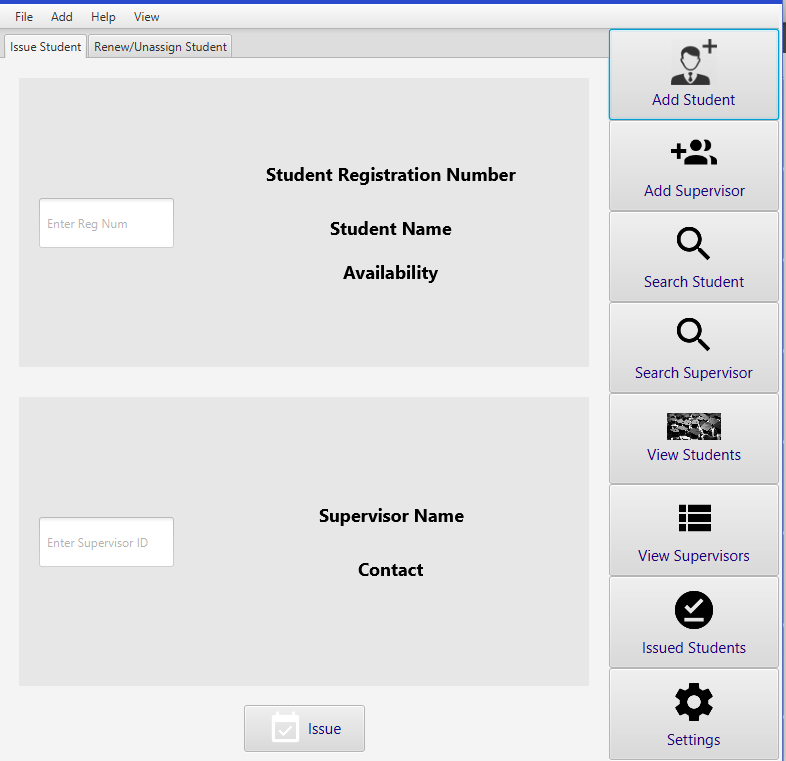 File Add Help View
Issue Student Renew/Unassign Student
Student Registration Number
Enter Reg Num
Student Name
Availability
Supervisor Name
Enter Supervisor ID
Contact
Issue
Add Student
Add Supervisor
Search Student
Search Supervisor
View Students
View Supervisors
Issued Students
Settings